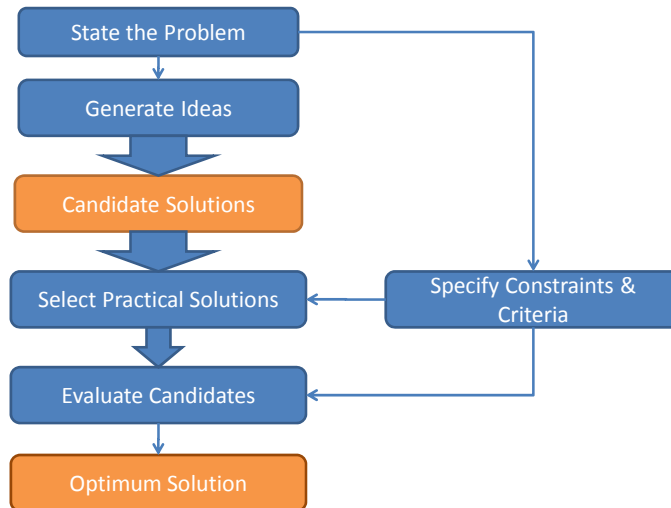 State the Problem
Generate Ideas
Candidate Solutions
Select Practical Solutions
Specify Constraints &
Criteria
Evaluate Candidates
Optimum Solution